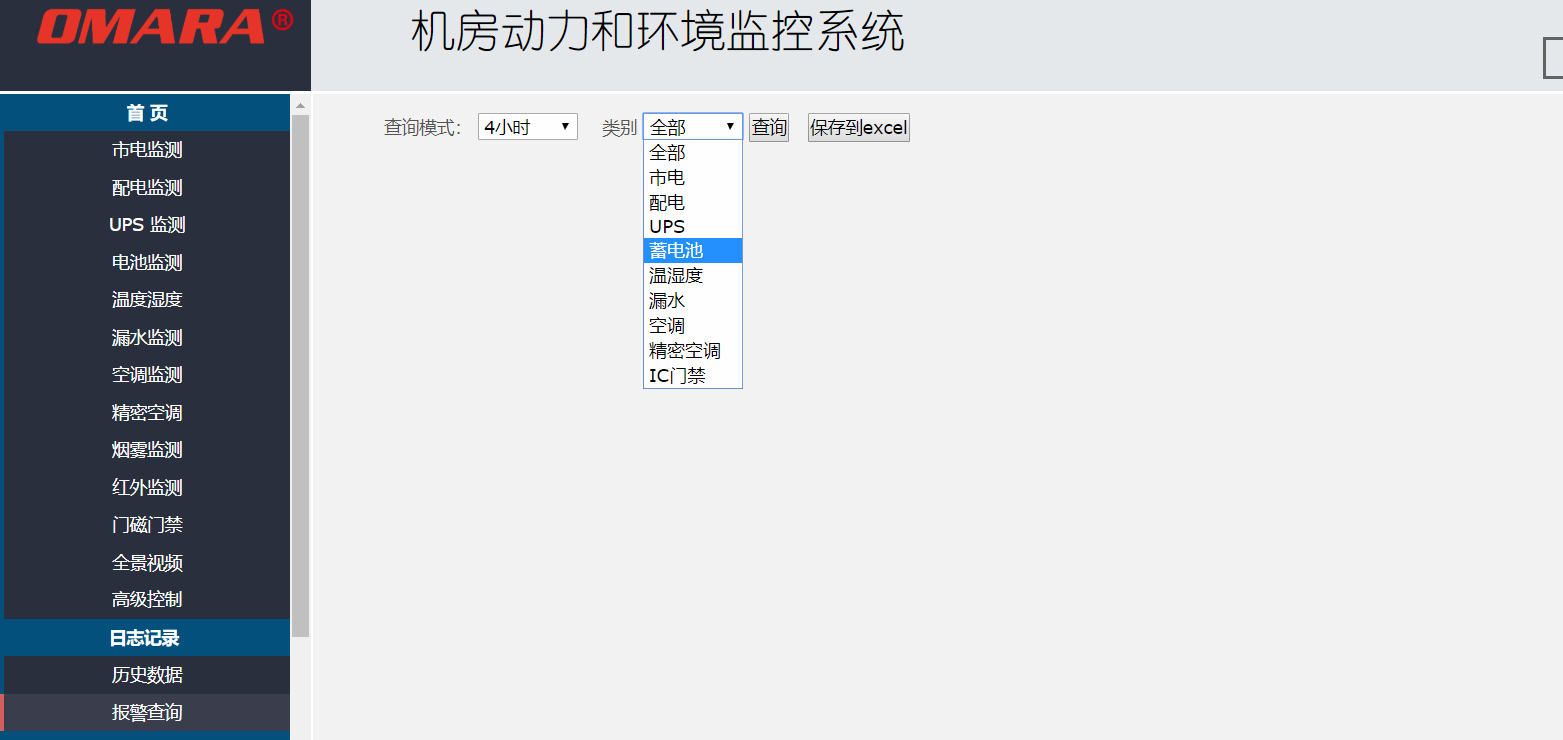 OMARA®
机房动力和环境监控系统
首 页
市电监测
配电监测
UPS 监测
电池监测
温度湿度
漏水监测
空调监测
精密空调
烟雾监测
红外监测
门磁门禁
全景视频
高级控制
日志记录
历史数据
报警查询
查询模式： 4小时 类别 全部 查询 保存到excel
全部
市电
配电
UPS
蓄电池
温湿度
漏水
空调
精密空调
IC门禁